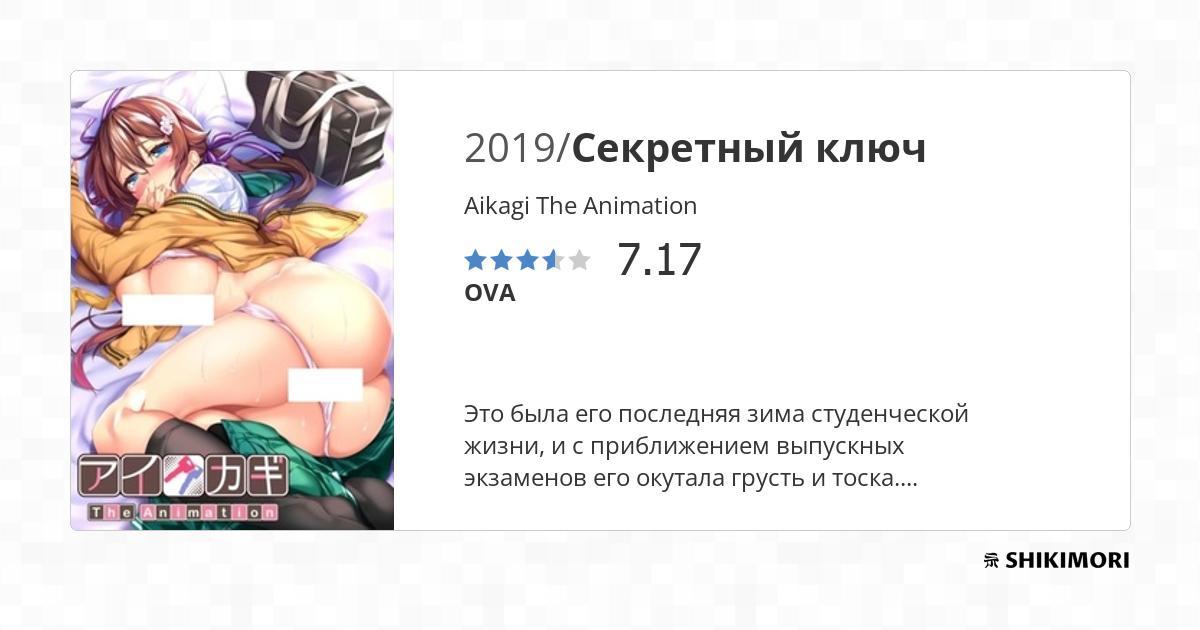 2019/Секретный ключ
Aikagi The Animation
7.17
OVA
Это была его последняя зима студенческой
жизни, и с приближением выпускных
экзаменов его окутала грусть и тоска....
アイカギ
The Animation
SHIKIMORI